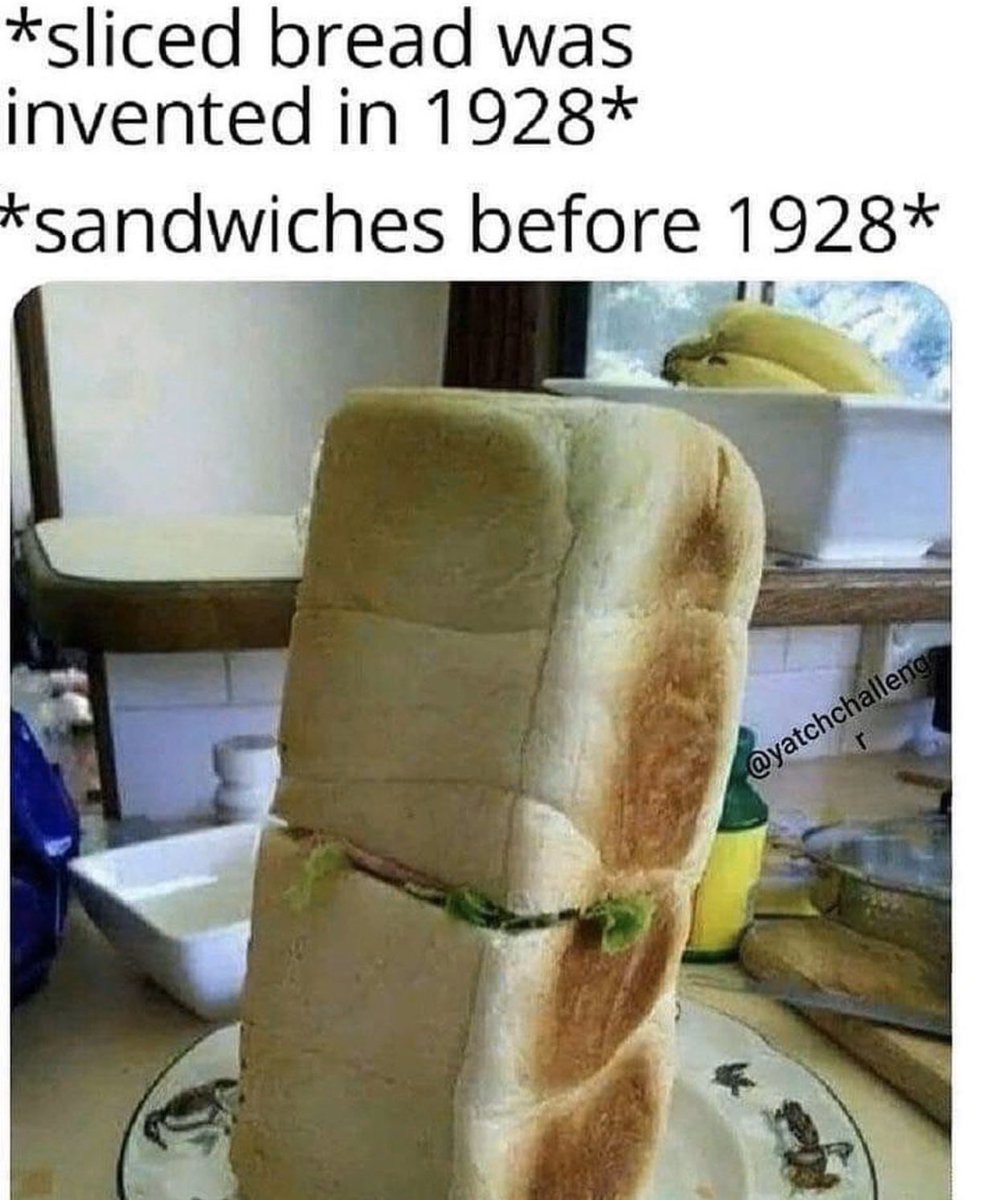 *sliced bread was
invented in 1928*
*sandwiches before 1928*
@yatchchalleng
r